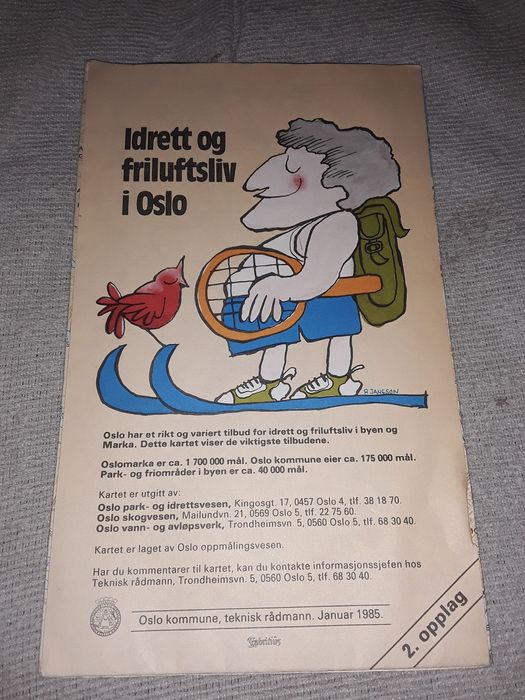 Idrett og
friluftsliv
i Oslo
R JANSSON
Oslo har et rikt og variert tilbud for idrett og friluftsliv i byen og
Marka. Dette kartet viser de viktigste tilbudene.
Oslomarka er ca. 1 700 000 mål. Oslo kommune eier ca. 175 000 mål.
Park- og friområder i byen er ca. 40 000 mål.
Kartet er utgitt av:
Oslo park- og idrettsvesen, Kingosgt. 17, 0457 Oslo 4, tlf. 38 18 70.
Oslo skogvesen, Mailundvn. 21, 0569 Oslo 5, tlf. 22 75 60.
Oslo vann- og avløpsverk, Trondheimsvn. 5, 0560 Oslo 5, tlf. 68 30 40.
Kartet er laget av Oslo oppmålingsvesen.
Har du kommentarer til kartet, kan du kontakte informasjonssjefen hos
Teknisk rådmann, Trondheimsvn. 5, 0560 Oslo 5, tlf. 68 30 40.
Oslo kommune, teknisk rådmann. Januar 1985.
2. opplag
Fabritius